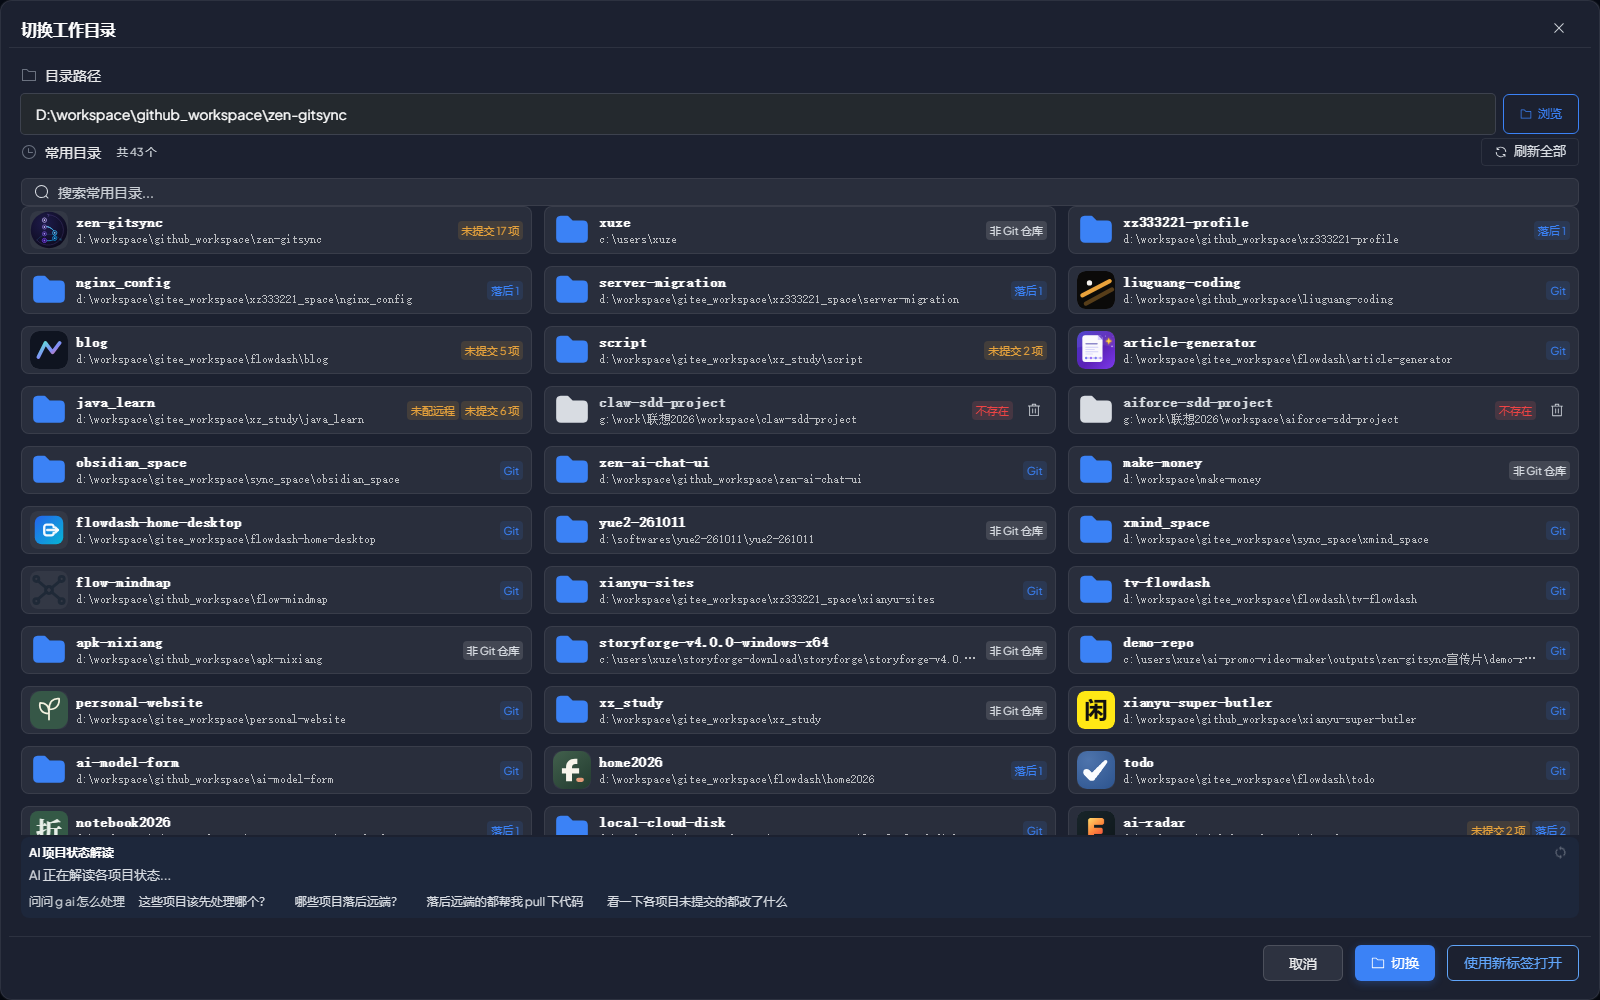 切换工作目录
目录路径
D:\workspace\github_workspace\zen-gitsync
浏览
常用目录 共43个
刷新全部
搜索常用目录...
zen-gitsync
d:\workspace\github_workspace\zen-gitsync
未提交17项
xuze
c:\users\xuze
非Git仓库
xz333221-profile
d:\workspace\github_workspace\xz333221-profile
落后1
nginx_config
d:\workspace\gitee_workspace\xz333221_space\nginx_config
落后1
server-migration
d:\workspace\gitee_workspace\xz333221_space\server-migration
落后1
liuguang-coding
d:\workspace\github_workspace\liuguang-coding
Git
blog
d:\workspace\gitee_workspace\flowdash\blog
未提交5项
script
d:\workspace\gitee_workspace\xz_study\script
未提交2项
article-generator
d:\workspace\gitee_workspace\flowdash\article-generator
Git
java_learn
d:\workspace\gitee_workspace\xz_study\java_learn
未配远程 未提交6项
claw-sdd-project
g:\work\联想2026\workspace\claw-sdd-project
不存在
aiforce-sdd-project
g:\work\联想2026\workspace\aiforce-sdd-project
不存在
obsidian_space
d:\workspace\gitee_workspace\sync_space\obsidian_space
Git
zen-ai-chat-ui
d:\workspace\github_workspace\zen-ai-chat-ui
Git
make-money
d:\workspace\make-money
非Git仓库
flowdash-home-desktop
d:\workspace\gitee_workspace\flowdash-home-desktop
Git
yue2-261011
d:\softwares\yue2-261011\yue2-261011
非Git仓库
xmind_space
d:\workspace\gitee_workspace\sync_space\xmind_space
Git
flow-mindmap
d:\workspace\github_workspace\flow-mindmap
Git
xianyu-sites
d:\workspace\gitee_workspace\xz333221_space\xianyu-sites
Git
tv-flowdash
d:\workspace\gitee_workspace\flowdash\tv-flowdash
Git
apk-nixiang
d:\workspace\github_workspace\apk-nixiang
非Git仓库
storyforge-v4.0.0-windows-x64
c:\users\xuze\storyforge-download\storyforge\storyforge-v4.0.···
非Git仓库
demo-repo
c:\users\xuze\ai-promo-video-maker\outputs\zen-gitsync宣传片\demo-r···
Git
personal-website
d:\workspace\gitee_workspace\personal-website
Git
xz_study
d:\workspace\gitee_workspace\xz_study
非Git仓库
闲
xianyu-super-butler
d:\workspace\github_workspace\xianyu-super-butler
Git
ai-model-form
d:\workspace\github_workspace\ai-model-form
Git
home2026
d:\workspace\gitee_workspace\flowdash\home2026
落后1
todo
d:\workspace\gitee_workspace\flowdash\todo
Git
折
notebook2026
落后1
local-cloud-disk
Git
ai-radar
未提交2项 落后2
AI项目状态解读
AI 正在解读各项目状态...
问问 g ai 怎么处理 这些项目该先处理哪个? 哪些项目落后远端? 落后远端的都帮我 pull 下代码 看一下各项目未提交的都改了什么
取消
切换
使用新标签打开